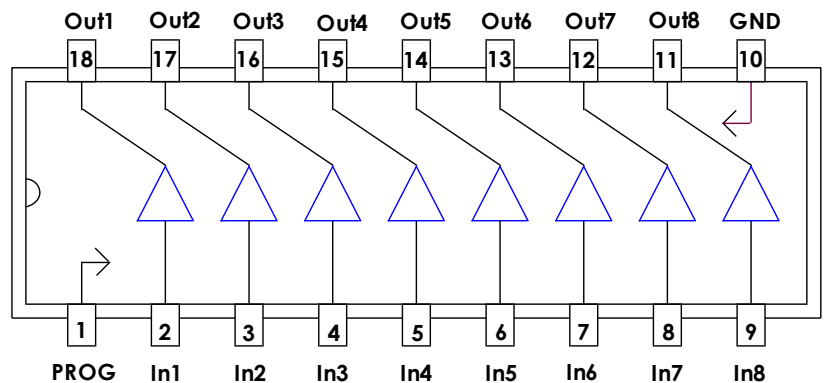 Out1 Out2 Out3 Out4 Out5 Out6 Out7 Out8 GND
18 17 16 15 14 13 12 11 10
1 2 3 4 5 6 7 8 9
PROG In1 In2 In3 In4 In5 In6 In7 In8